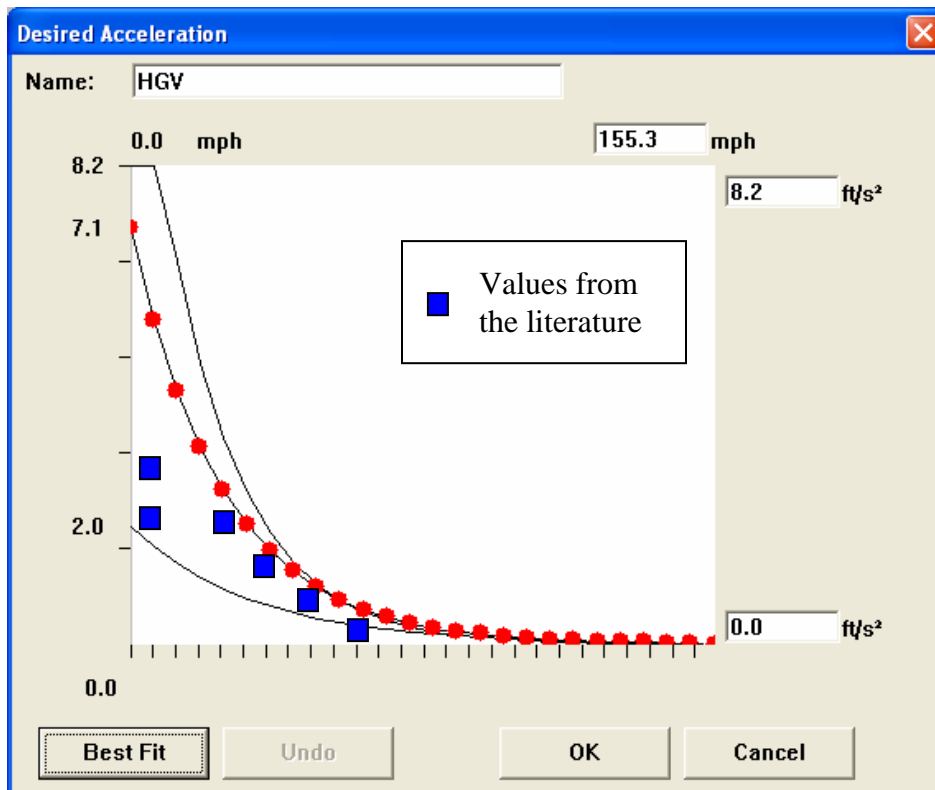 Desired Acceleration
Name: HGV
0.0 mph 155.3 mph
8.2 8.2 ft/s²
7.1
Values from
the literature
2.0
0.0 ft/s²
0.0
Best Fit Undo OK Cancel